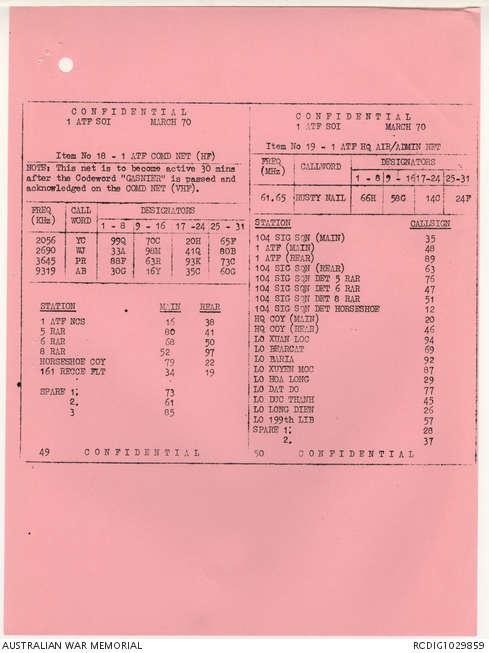 C O N F I D E N T I A L
1 ATF SOI MARCH 70
Item No 18 - 1 ATF COMD NET (HF)
NOTE: This net is to become active 30 mins
after the Codeword "GASNIER" is passed and
acknowledged on the COMD NET (VHF).
FREQ (KHz) CALL WORD DESIGNATORS
1 - 8 9 - 16 17 -24 25 - 31
2056 YC 99Q 70C 20H 65F
2690 WJ 33A 98M 41Q 80B
3645 PR 88F 63R 93K 73C
9319 AB 30G 16Y 35C 60G
STATION MAIN REAR
1 ATF NCS 16 38
5 RAR 80 41
6 RAR 68 50
8 RAR 52 97
HORSESHOE COY 79 22
161 RECCE FLT 34 19
SPARE 1. 73
2. 61
3 85
49 C O N F I D E N T I A L
C O N F I D E N T I A L
1 ATF SOI MARCH 70
Item No 19 - 1 ATF HQ AIR/ADMIN NET
FREQ (MHz) CALLWORD DESIGNATORS
1 - 8 9 - 16 17-24 25-31
61.65 RUSTY NAIL 66H 58G 14C 24F
STATION CALLSIGN
104 SIG SQN (MAIN) 35
1 ATF (MAIN) 48
1 ATF (REAR) 89
104 SIG SQN (REAR) 63
104 SIG SQN DET 5 RAR 76
104 SIG SQN DET 6 RAR 47
104 SIG SQN DET 8 RAR 51
104 SIG SQN DET HORSESHOE 12
HQ COY (MAIN) 20
HQ COY (REAR) 46
LO XUAN LOC 94
LO BEARCAT 69
LO BARIA 92
LO XUYEN MOC 87
LO HOA LONG 29
LO DAT DO 77
LO DUC THANH 45
LO LONG DIEN 26
LO 199th LIB 57
SPARE 1. 28
2. 37
50 C O N F I D E N T I A L
AUSTRALIAN WAR MEMORIAL RCDIG1029859